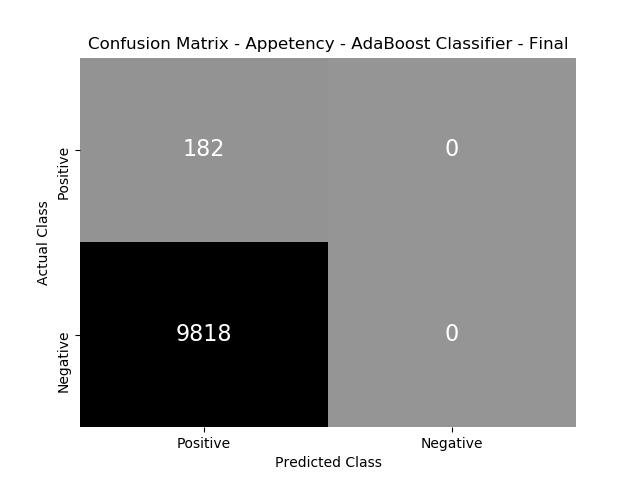 Confusion Matrix - Appetency - AdaBoost Classifier - Final
Actual Class
Positive
182 0
Negative
9818 0
Positive Negative
Predicted Class